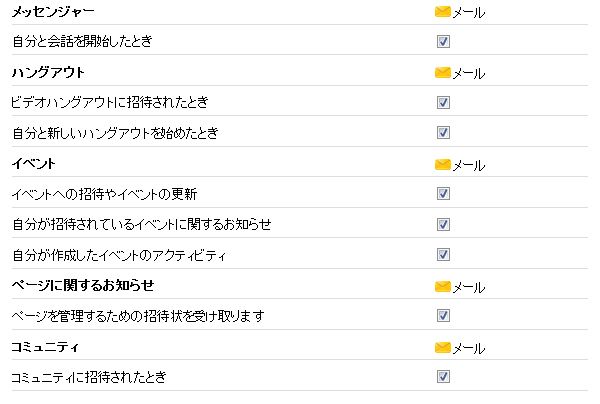 メッセンジャー メール
自分と会話を開始したとき
ハングアウト メール
ビデオハングアウトに招待されたとき
自分と新しいハングアウトを始めたとき
イベント メール
イベントへの招待やイベントの更新
自分が招待されているイベントに関するお知らせ
自分が作成したイベントのアクティビティ
ページに関するお知らせ メール
ページを管理するための招待状を受け取ります
コミュニティ メール
コミュニティに招待されたとき